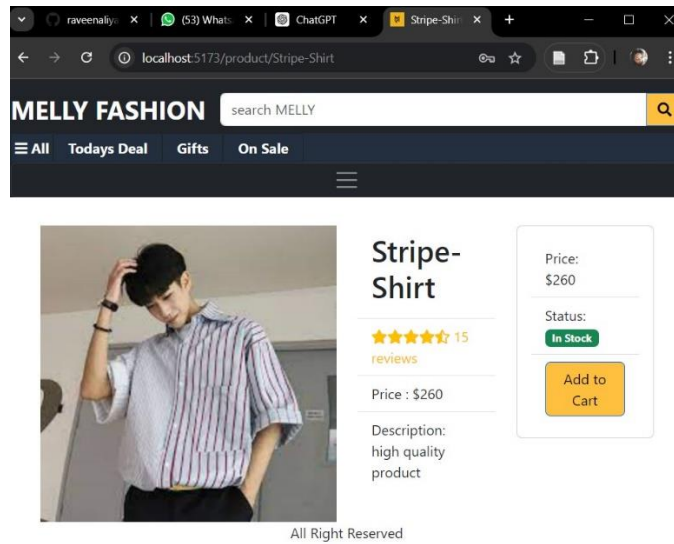 raveenaliya
(53) Whats
ChatGPT
Stripe-Shir
localhost:5173/product/Stripe-Shirt
MELLY FASHION
search MELLY
All Todays Deal Gifts On Sale
Stripe-
Shirt
15
reviews
Price : $260
Description:
high quality
product
Price:
$260
Status:
In Stock
Add to
Cart
All Right Reserved